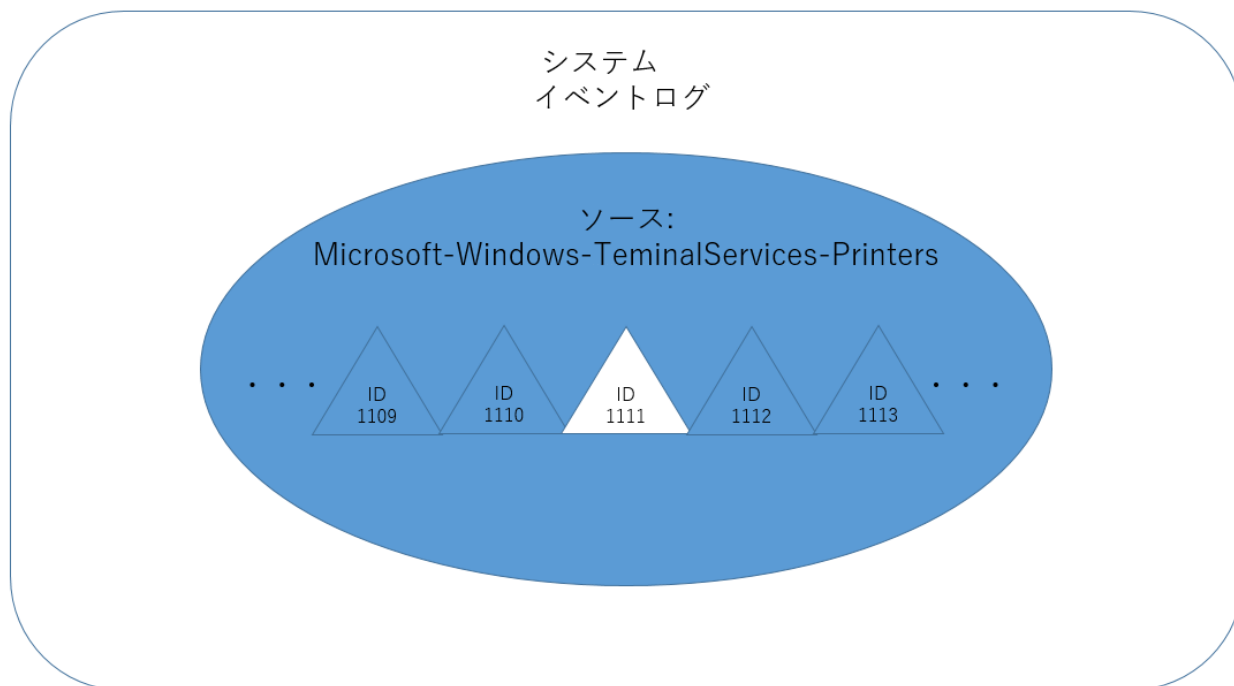 システム
イベントログ
ソース:
Microsoft-Windows-TeminalServices-Printers
・・・
ID
1109
ID
1110
ID
1111
ID
1112
ID
1113
・・・